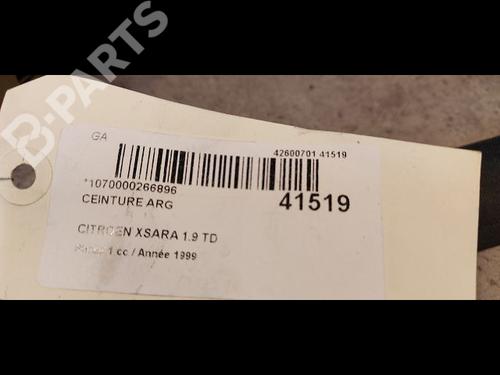 B-PARTS
GA
42600701 41519
*1070000266896
CEINTURE ARG
41519
CITROEN XSARA 1.9 TD
1 cc / Année 1999